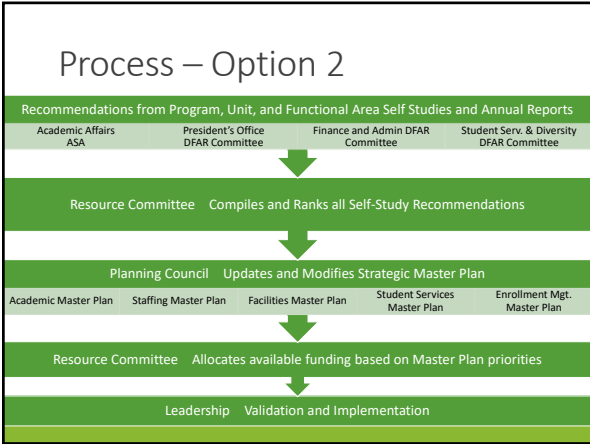 Process – Option 2
Recommendations from Program, Unit, and Functional Area Self Studies and Annual Reports
Academic Affairs
ASA
President's Office
DFAR Committee
Finance and Admin DFAR
Committee
Student Serv. & Diversity
DFAR Committee
Resource Committee Compiles and Ranks all Self-Study Recommendations
Planning Council Updates and Modifies Strategic Master Plan
Academic Master Plan
Staffing Master Plan
Facilities Master Plan
Student Services
Master Plan
Enrollment Mgt.
Master Plan
Resource Committee Allocates available funding based on Master Plan priorities
Leadership Validation and Implementation